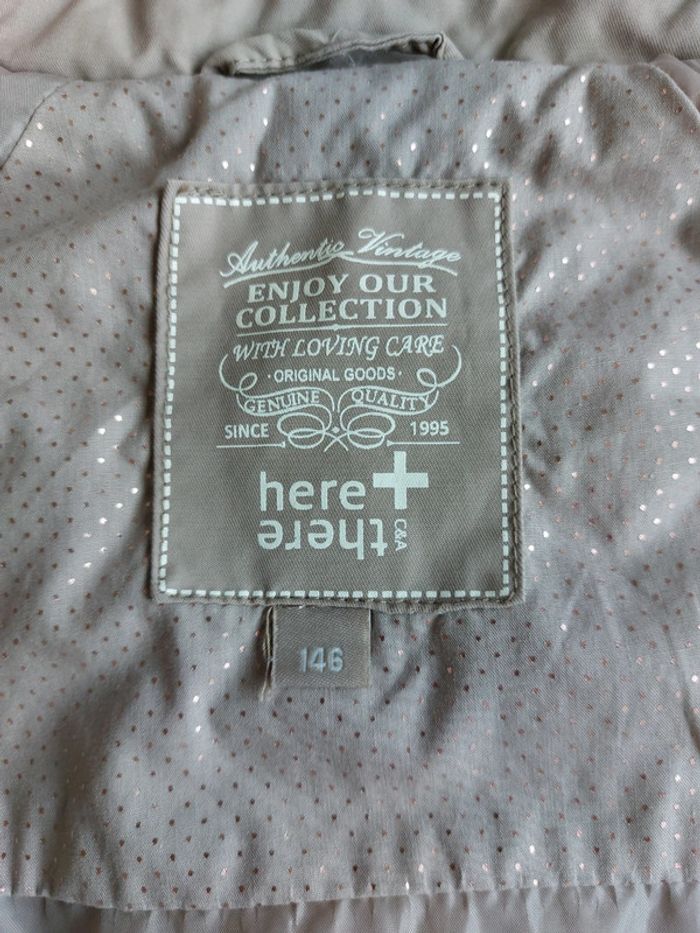 Authentic Vintage
ENJOY OUR
COLLECTION
WITH LOVING CARE
· ORIGINAL GOODS ·
GENUINE QUALITY
SINCE 1995
here+
there
C&A
146